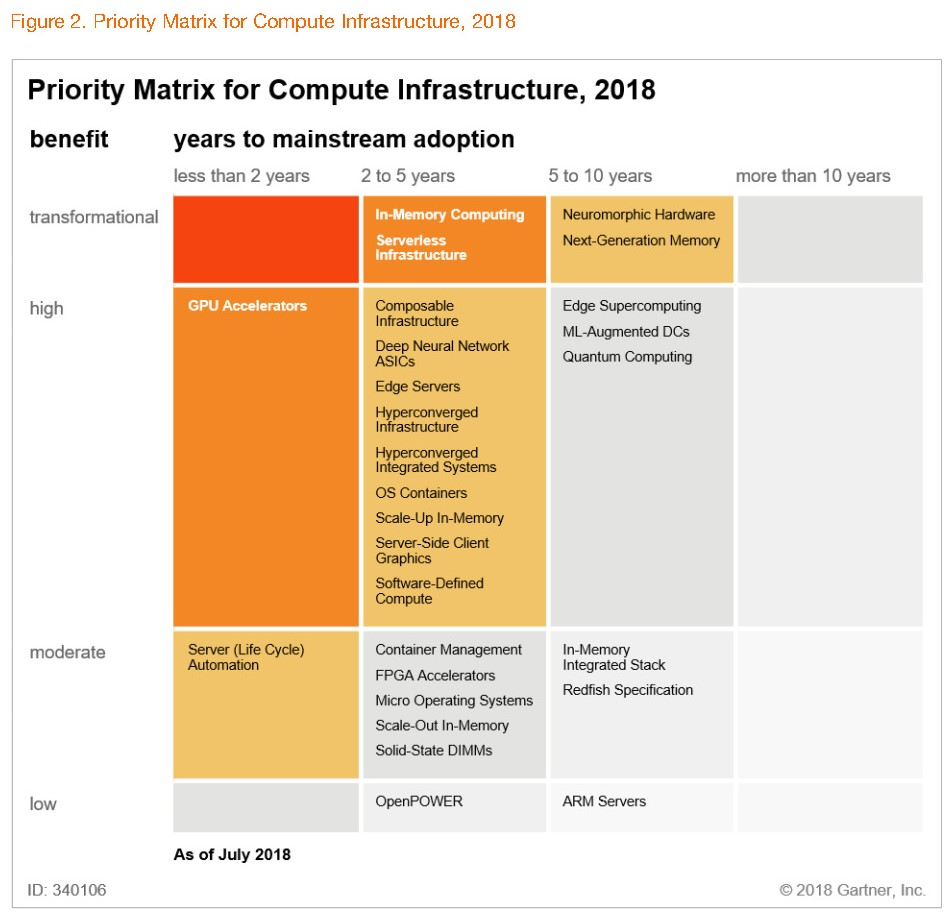 Figure 2. Priority Matrix for Compute Infrastructure, 2018
Priority Matrix for Compute Infrastructure, 2018
benefit
years to mainstream adoption
less than 2 years
2 to 5 years
5 to 10 years
more than 10 years
transformational
In-Memory Computing
Serverless
Infrastructure
Neuromorphic Hardware
Next-Generation Memory
high
GPU Accelerators
Composable
Infrastructure
Deep Neural Network
ASICs
Edge Servers
Hyperconverged
Infrastructure
Hyperconverged
Integrated Systems
OS Containers
Scale-Up In-Memory
Server-Side Client
Graphics
Software-Defined
Compute
Edge Supercomputing
ML-Augmented DCs
Quantum Computing
moderate
Server (Life Cycle)
Automation
Container Management
FPGA Accelerators
Micro Operating Systems
Scale-Out In-Memory
Solid-State DIMMs
In-Memory
Integrated Stack
Redfish Specification
low
OpenPOWER
ARM Servers
As of July 2018
ID: 340106
© 2018 Gartner, Inc.